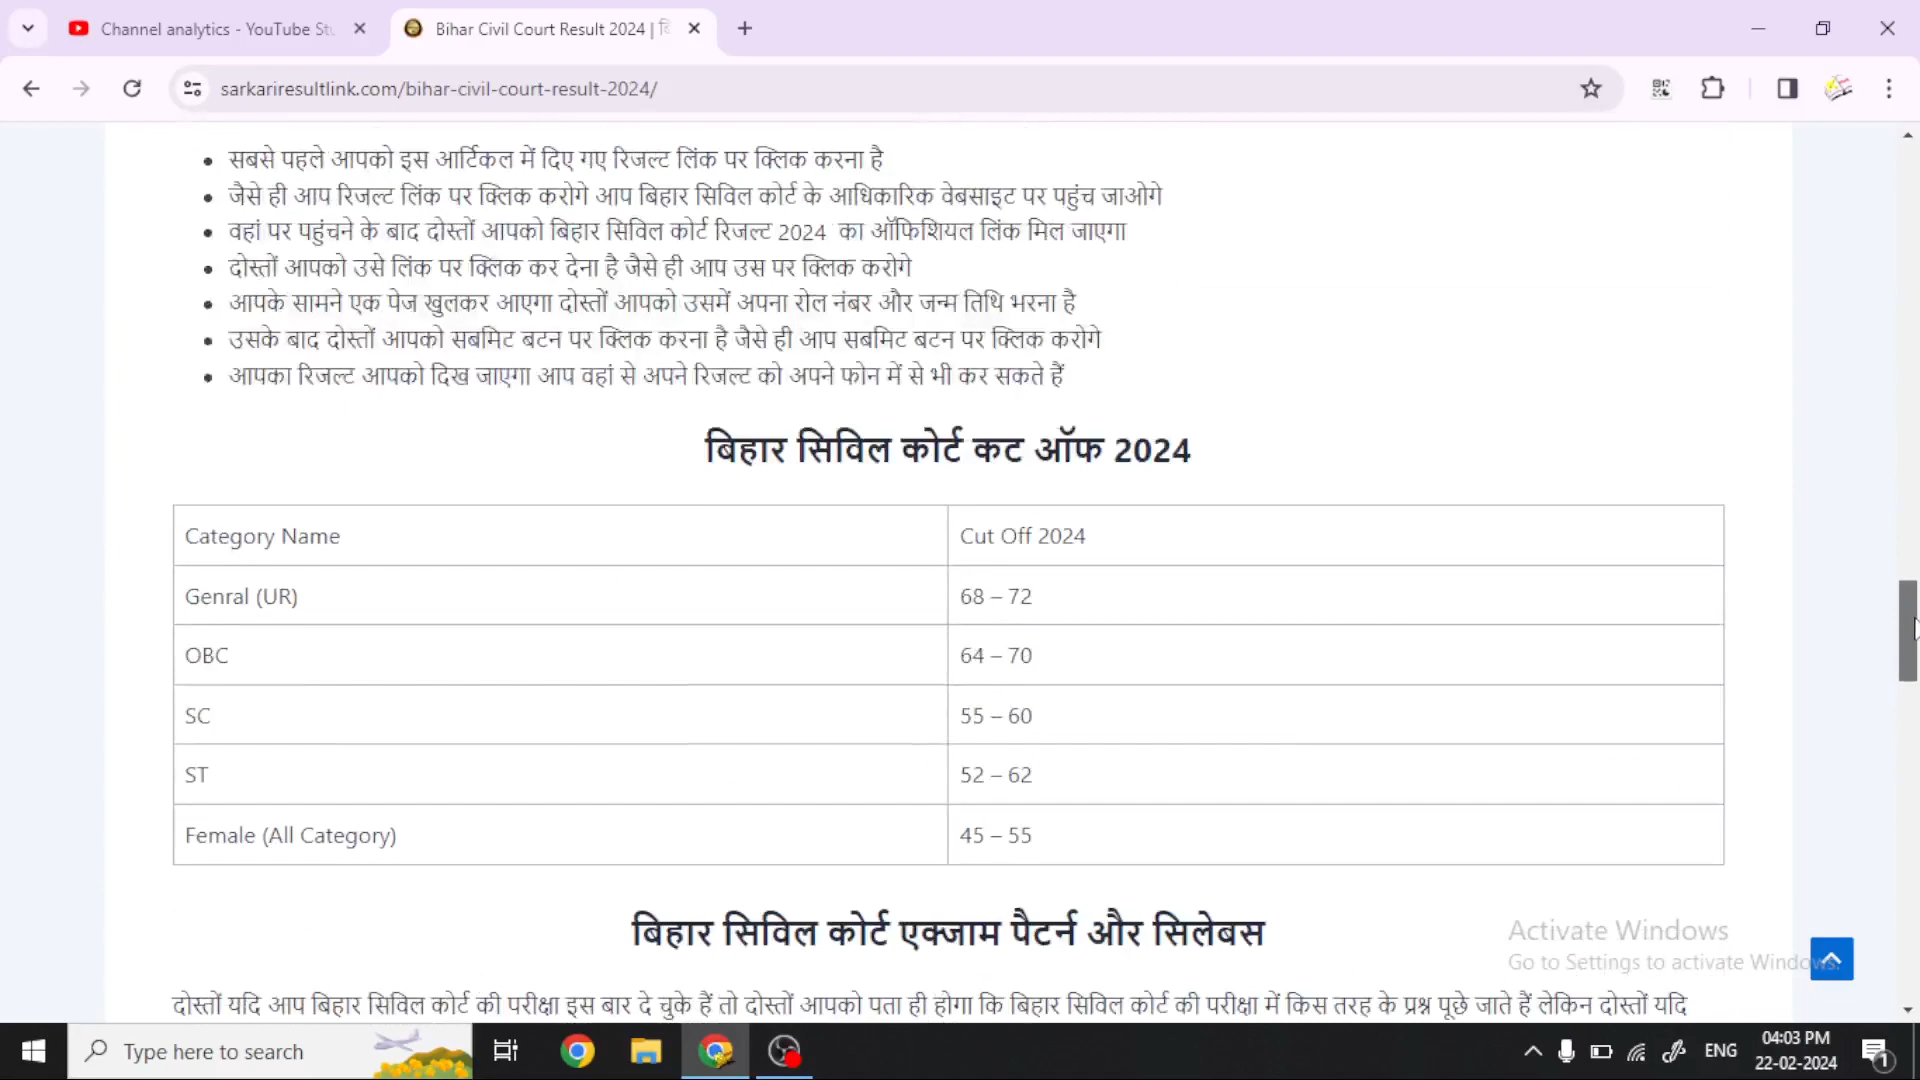 Channel analytics - YouTube Stu
Bihar Civil Court Result 2024 |
sarkariresultlink.com/bihar-civil-court-result-2024/
सबसे पहले आपको इस आर्टिकल में दिए गए रिजल्ट लिंक पर क्लिक करना है
जैसे ही आप रिजल्ट लिंक पर क्लिक करोगे आप बिहार सिविल कोर्ट के आधिकारिक वेबसाइट पर पहुंच जाओगे
वहां पर पहुंचने के बाद दोस्तों आपको बिहार सिविल कोर्ट रिजल्ट 2024 का ऑफिशियल लिंक मिल जाएगा
दोस्तों आपको उसे लिंक पर क्लिक कर देना है जैसे ही आप उस पर क्लिक करोगे
आपके सामने एक पेज खुलकर आएगा दोस्तों आपको उसमें अपना रोल नंबर और जन्म तिथि भरना है
उसके बाद दोस्तों आपको सबमिट बटन पर क्लिक करना है जैसे ही आप सबमिट बटन पर क्लिक करोगे
आपका रिजल्ट आपको दिख जाएगा आप वहां से अपने रिजल्ट को अपने फोन में से भी कर सकते हैं
बिहार सिविल कोर्ट कट ऑफ 2024
Category Name Cut Off 2024
Genral (UR) 68 – 72
OBC 64 – 70
SC 55 – 60
ST 52 – 62
Female (All Category) 45 – 55
बिहार सिविल कोर्ट एक्जाम पैटर्न और सिलेबस
दोस्तों यदि आप बिहार सिविल कोर्ट की परीक्षा इस बार दे चुके हैं तो दोस्तों आपको पता ही होगा कि बिहार सिविल कोर्ट की परीक्षा में किस तरह के प्रश्न पूछे जाते हैं लेकिन दोस्तों यदि
Activate Windows
Go to Settings to activate Windows.
Type here to search
ENG
04:03 PM
22-02-2024
1